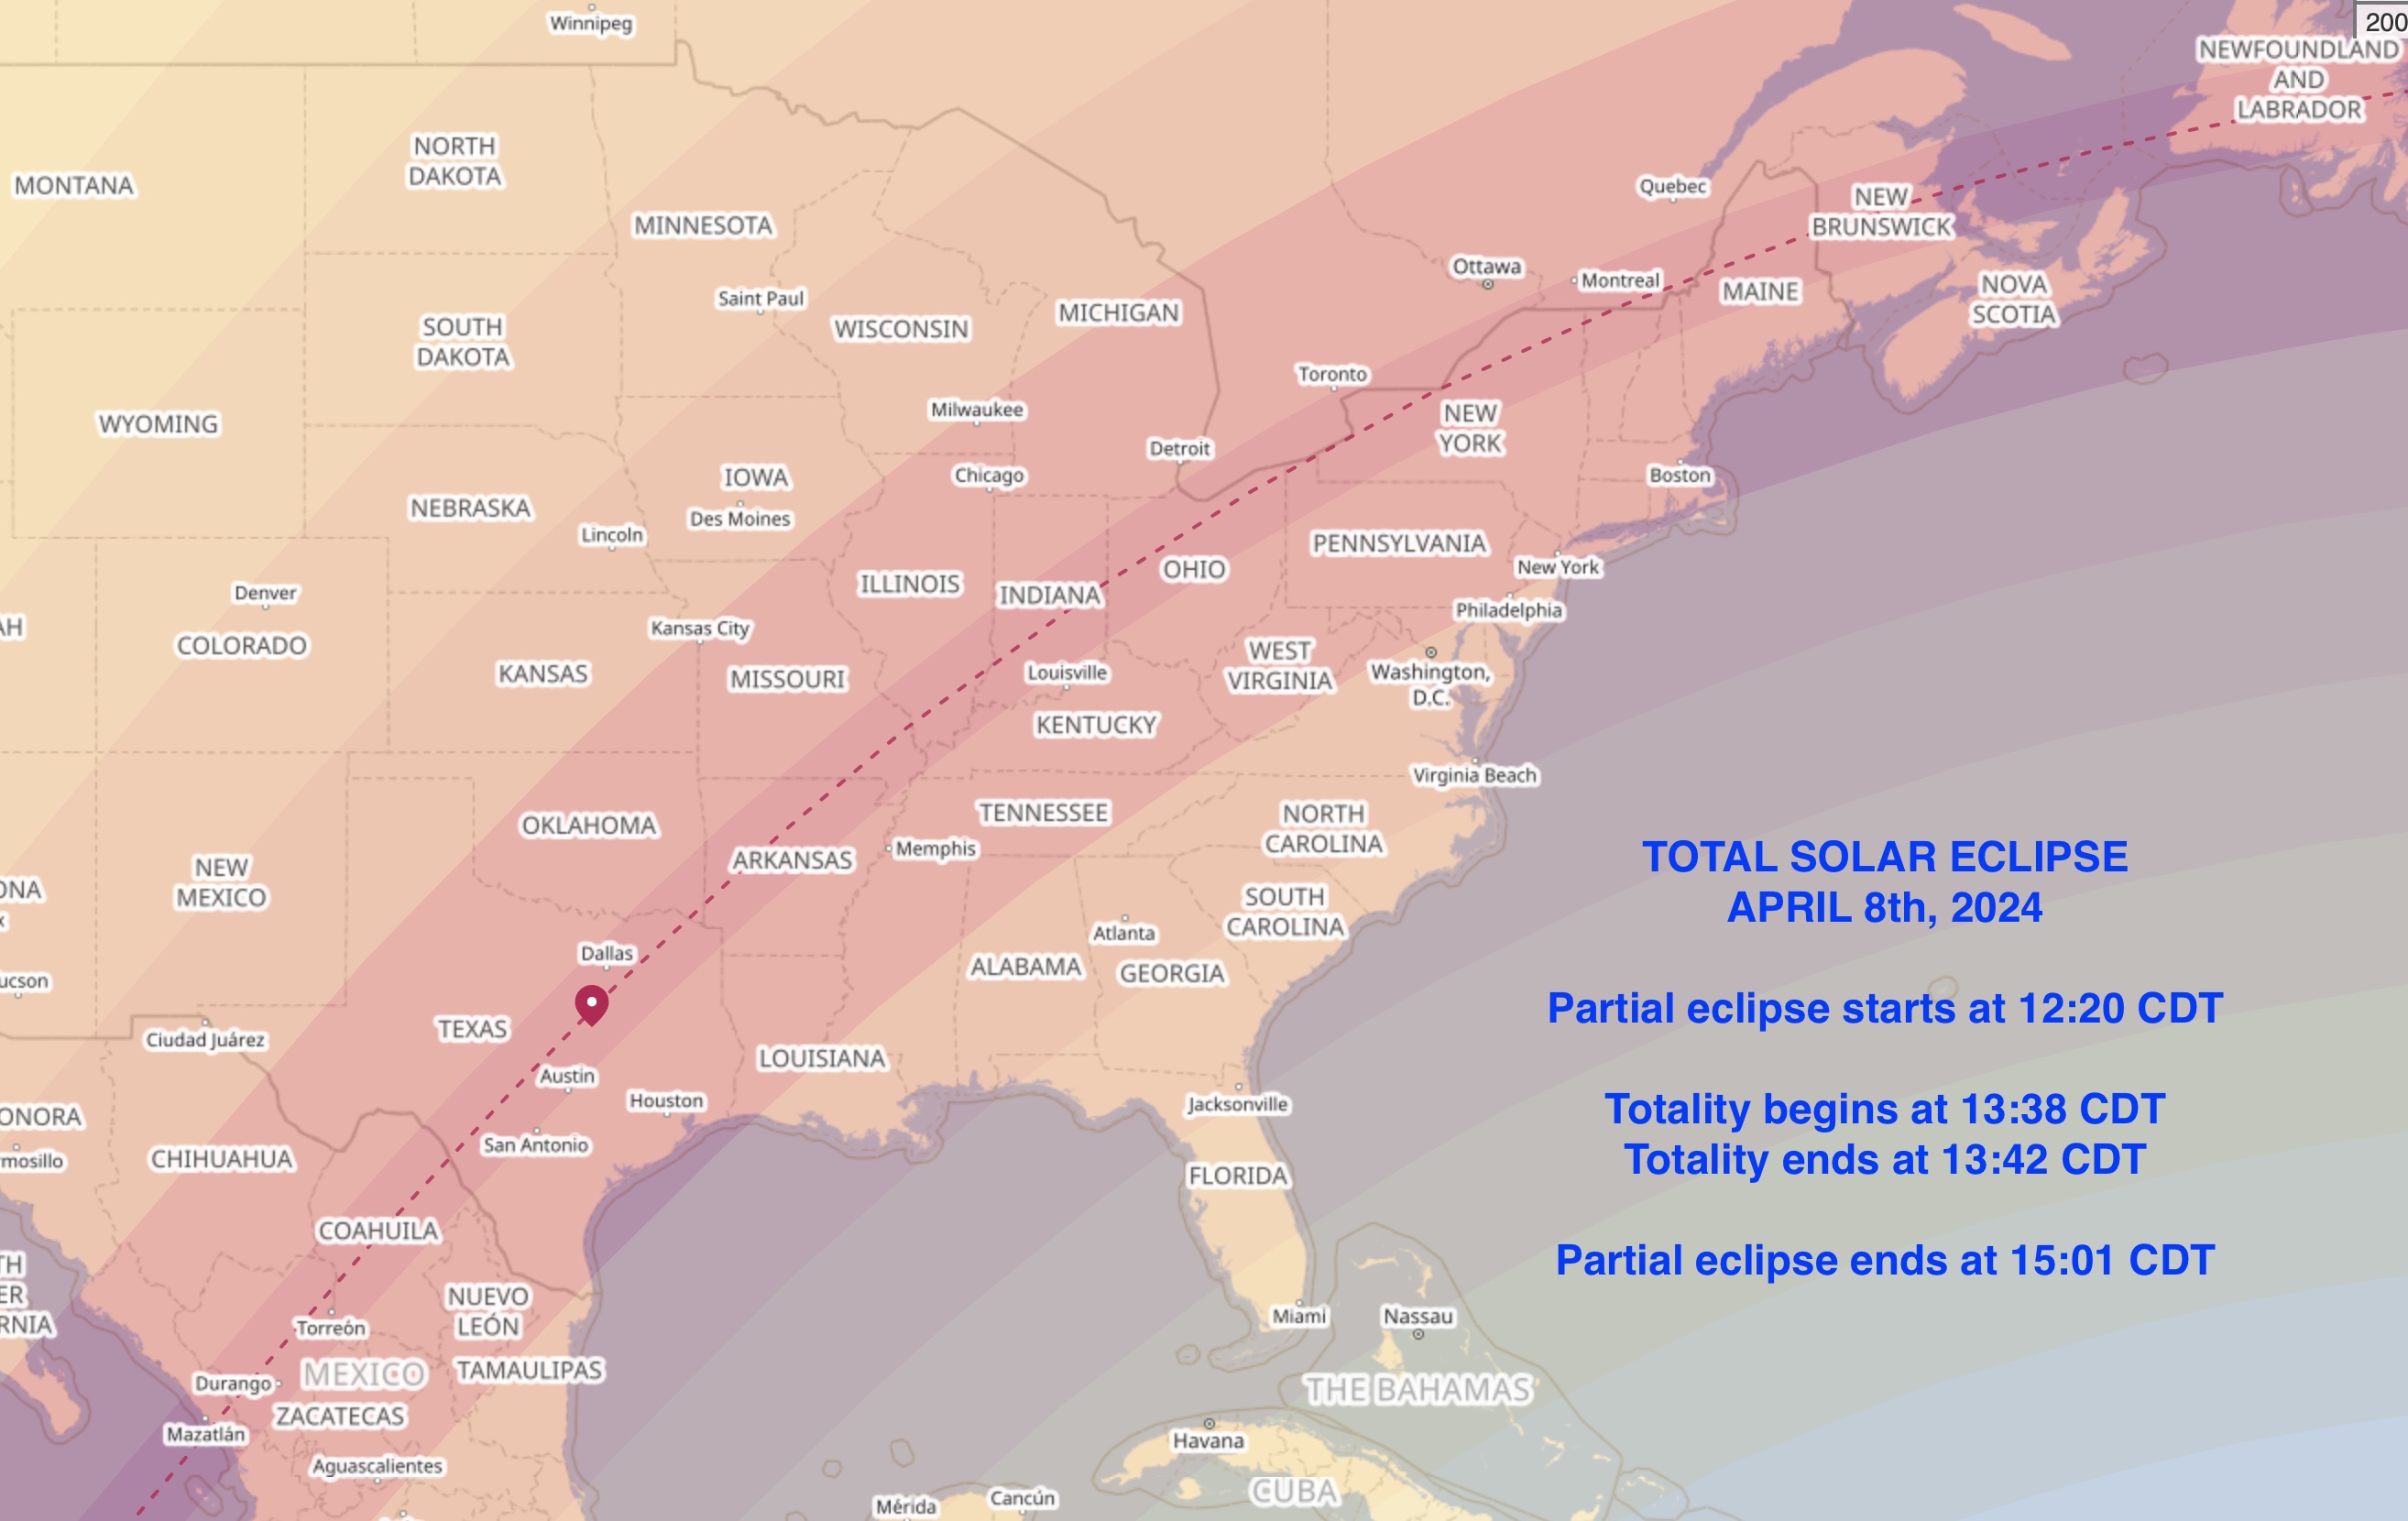 Winnipeg
200
NEWFOUNDLAND
AND
LABRADOR
NORTH
DAKOTA
MONTANA
MINNESOTA
Quebec
NEW
BRUNSWICK
Ottawa
Montreal
MAINE
NOVA
SCOTIA
Saint Paul
MICHIGAN
WISCONSIN
SOUTH
DAKOTA
Toronto
WYOMING
Milwaukee
NEW
YORK
Detroit
IOWA
Chicago
Boston
NEBRASKA
Des Moines
Lincoln
PENNSYLVANIA
New York
OHIO
ILLINOIS
INDIANA
Denver
Philadelphia
AH
Kansas City
COLORADO
KANSAS
MISSOURI
Louisville
WEST
VIRGINIA
Washington,
D.C.
KENTUCKY
Virginia Beach
TENNESSEE
NORTH
CAROLINA
OKLAHOMA
ARKANSAS
Memphis
NEW
MEXICO
ONA
x
SOUTH
CAROLINA
Atlanta
Dallas
ALABAMA
GEORGIA
ucson
TEXAS
Ciudad Juárez
LOUISIANA
Austin
Houston
Jacksonville
ONORA
San Antonio
rmosillo
CHIHUAHUA
FLORIDA
COAHUILA
TH
ER
RNIA
NUEVO
LEÓN
Torreón
Miami
Nassau
MEXICO
TAMAULIPAS
Durango
THE BAHAMAS
ZACATECAS
Mazatlán
Havana
Aguascalientes
CUBA
Mérida
Cancún
TOTAL SOLAR ECLIPSE
APRIL 8th, 2024
Partial eclipse starts at 12:20 CDT
Totality begins at 13:38 CDT
Totality ends at 13:42 CDT
Partial eclipse ends at 15:01 CDT